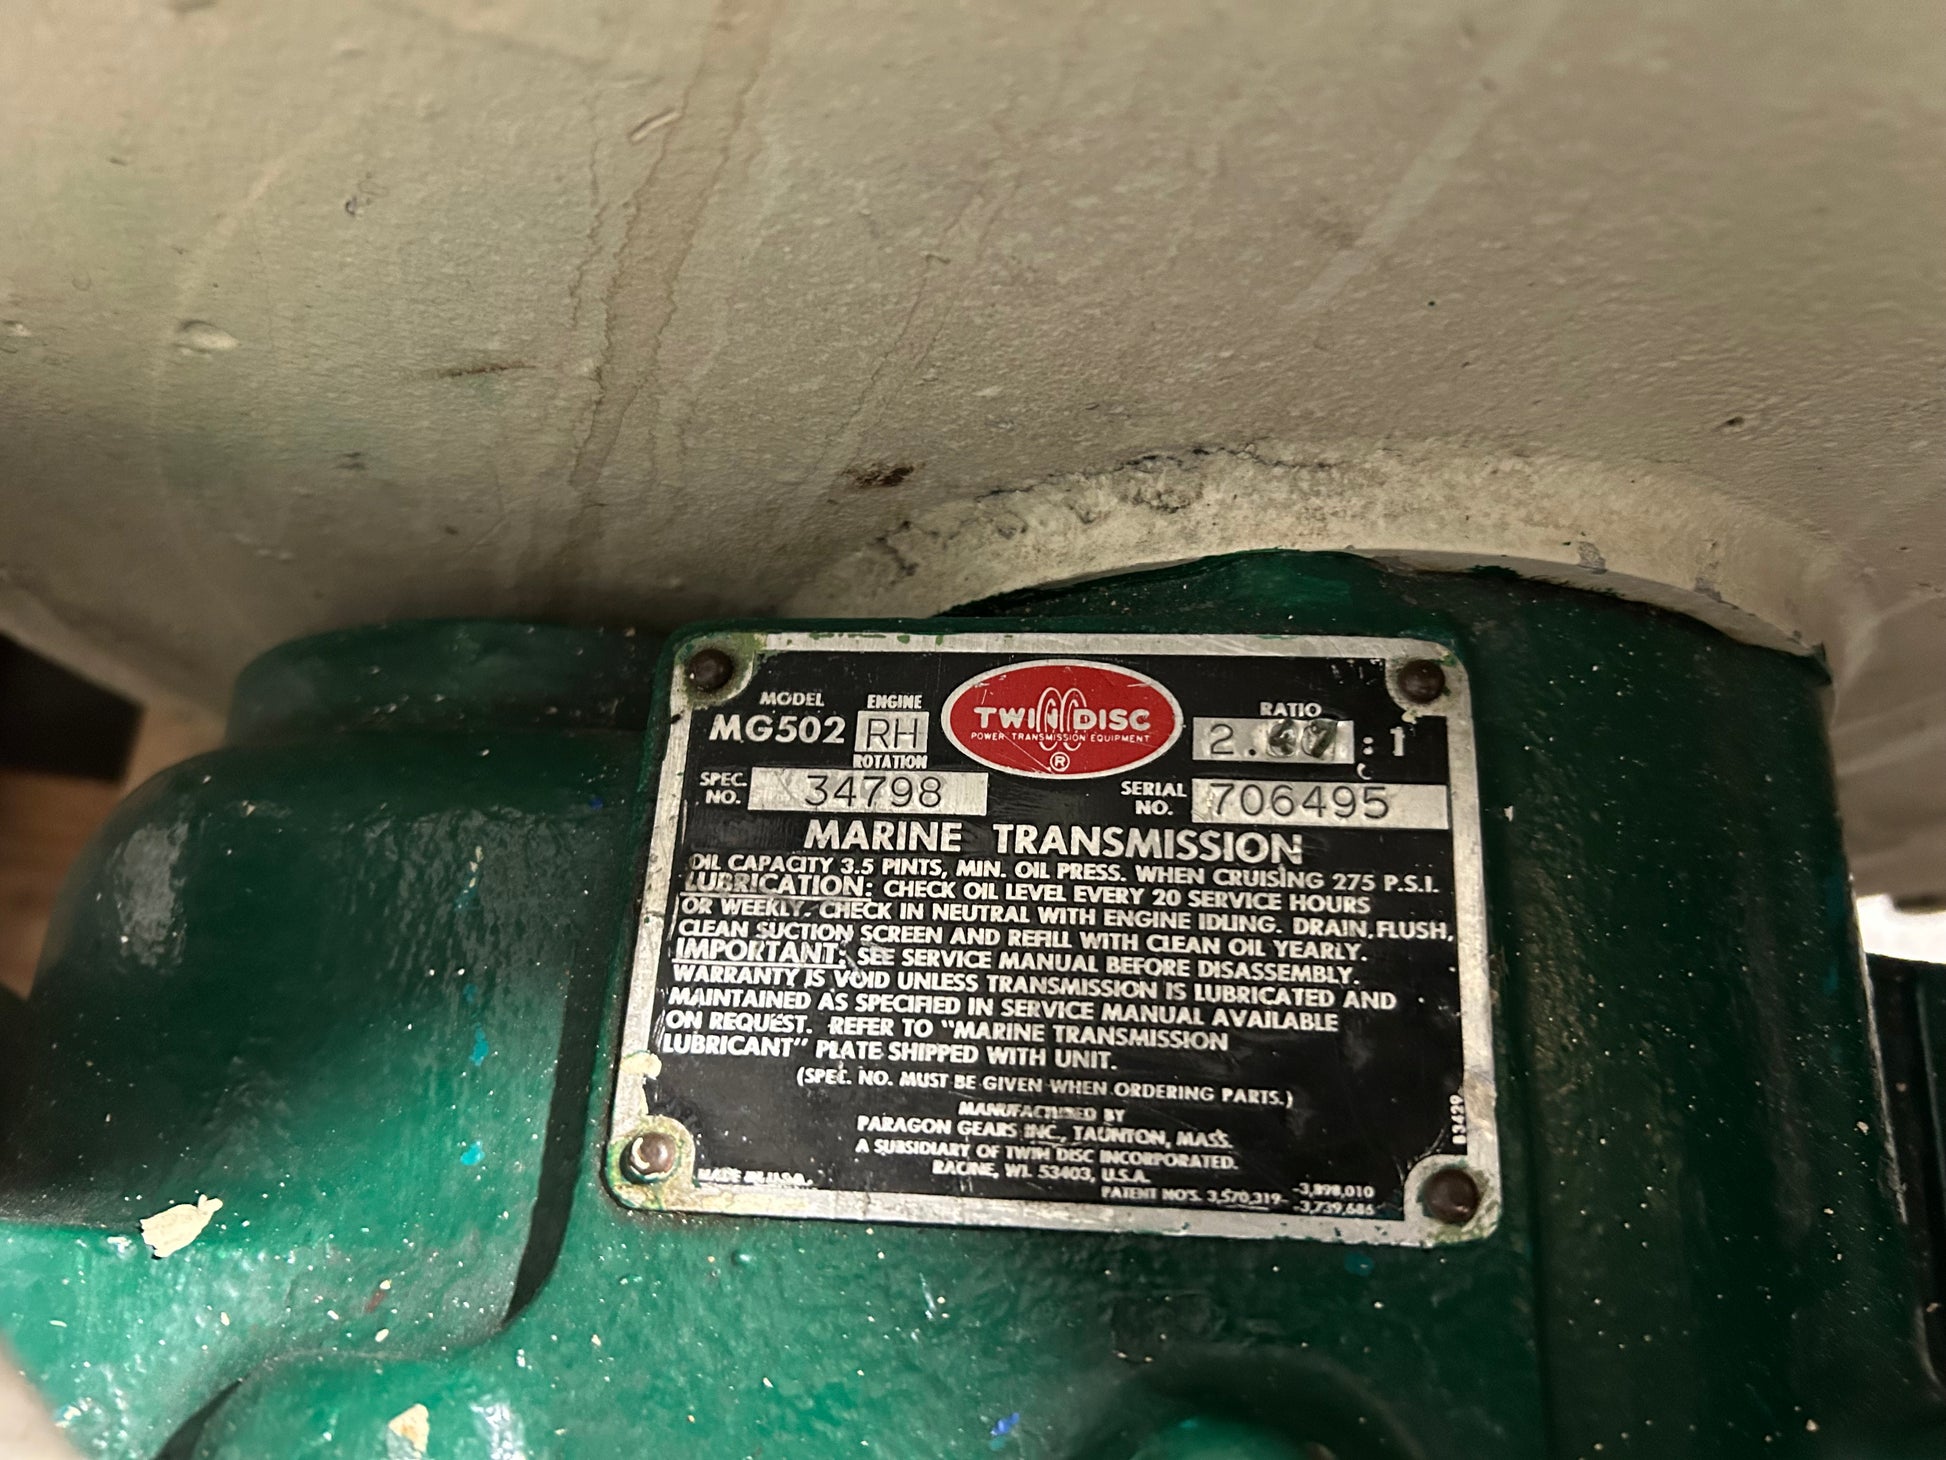 MODEL
MG502
ENGINE
RH
ROTATION
TWIN DISC
POWER TRANSMISSION EQUIPMENT
®
RATIO
2. : 1
SPEC. NO. X 34798
SERIAL NO. 706495
MARINE TRANSMISSION
OIL CAPACITY 3.5 PINTS, MIN. OIL PRESS. WHEN CRUISING 275 P.S.I.
LUBRICATION: CHECK OIL LEVEL EVERY 20 SERVICE HOURS
OR WEEKLY. CHECK IN NEUTRAL WITH ENGINE IDLING. DRAIN, FLUSH,
CLEAN SUCTION SCREEN AND REFILL WITH CLEAN OIL YEARLY.
IMPORTANT: SEE SERVICE MANUAL BEFORE DISASSEMBLY.
WARRANTY IS VOID UNLESS TRANSMISSION IS LUBRICATED AND
MAINTAINED AS SPECIFIED IN SERVICE MANUAL AVAILABLE
ON REQUEST. REFER TO "MARINE TRANSMISSION
LUBRICANT" PLATE SHIPPED WITH UNIT.
(SPEC. NO. MUST BE GIVEN WHEN ORDERING PARTS.)
MANUFACTURED BY
PARAGON GEARS INC., TAUNTON, MASS.
A SUBSIDIARY OF TWIN DISC INCORPORATED.
RACINE, WI. 53403, U.S.A.
MADE IN U.S.A.
PATENT NO'S. 3,570,319- -3,898,010
-3,739,686
B3429